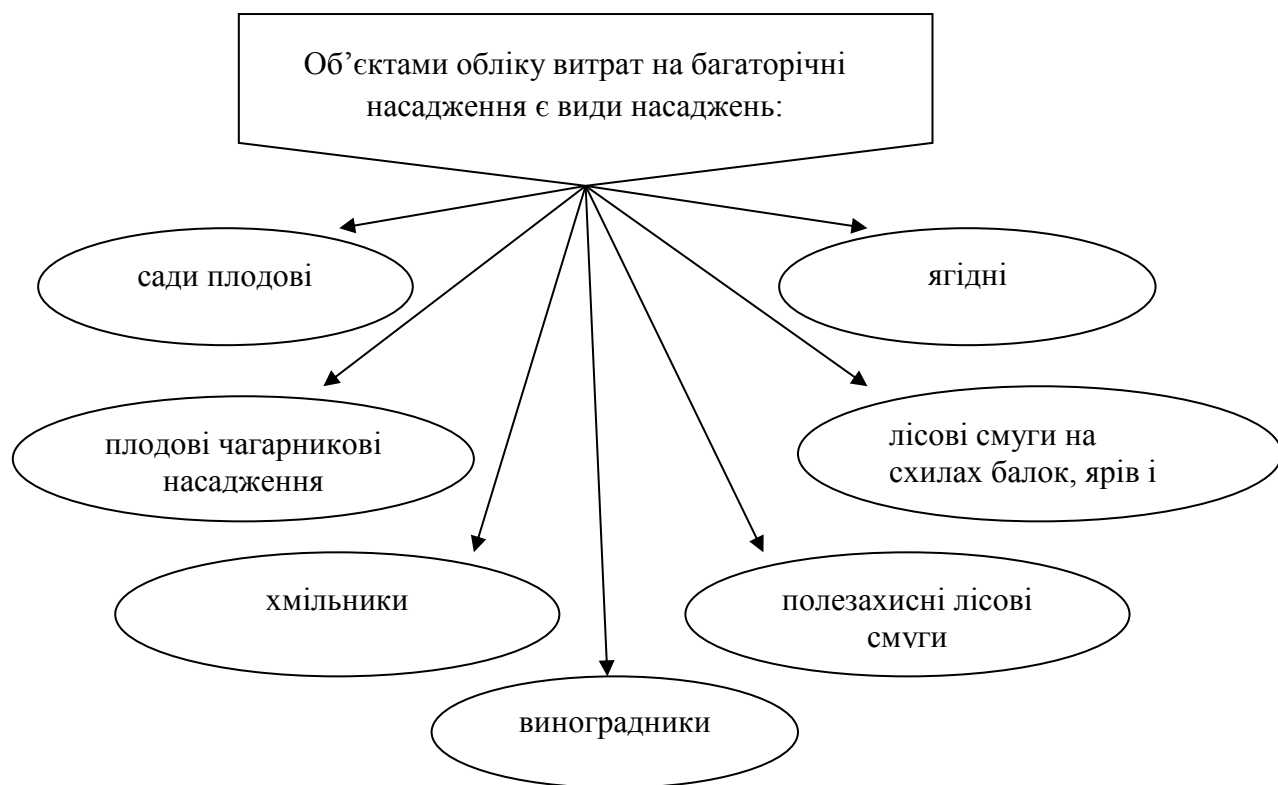 Об’єктами обліку витрат на багаторічні
насадження є види насаджень:
сади плодові
ягідні
плодові чагарникові
насадження
лісові смуги на
схилах балок, ярів і
хмільники
полезахисні лісові
смуги
виноградники